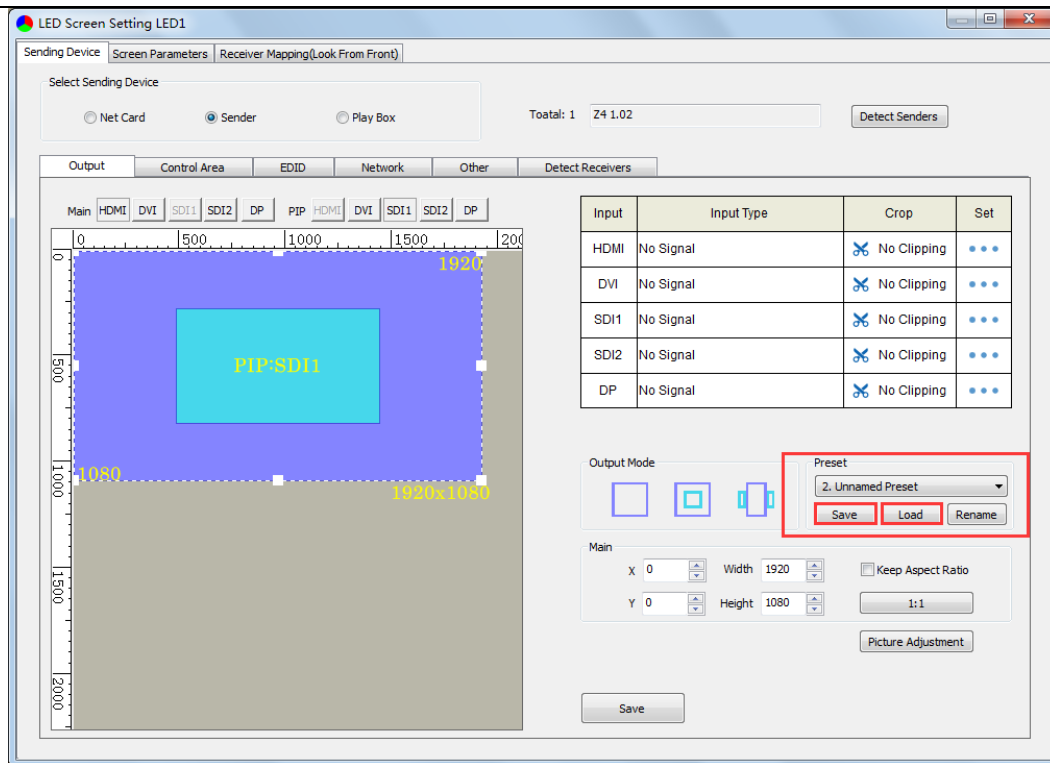 LED Screen Setting LED1
Sending Device Screen Parameters Receiver Mapping(Look From Front)
Select Sending Device
Net Card Sender Play Box
Toatal: 1 Z4 1.02 Detect Senders
Output Control Area EDID Network Other Detect Receivers
Main HDMI DVI SDI1 SDI2 DP PIP HDMI DVI SDI1 SDI2 DP
0 500 1000 1500 200
0
500
1000
1500
2000
1920
PIP:SDI1
1080
1920x1080
Input Input Type Crop Set
HDMI No Signal No Clipping
DVI No Signal No Clipping
SDI1 No Signal No Clipping
SDI2 No Signal No Clipping
DP No Signal No Clipping
Output Mode
Preset
2. Unnamed Preset
Save Load Rename
Main
X 0 Width 1920 Keep Aspect Ratio
Y 0 Height 1080 1:1
Picture Adjustment
Save